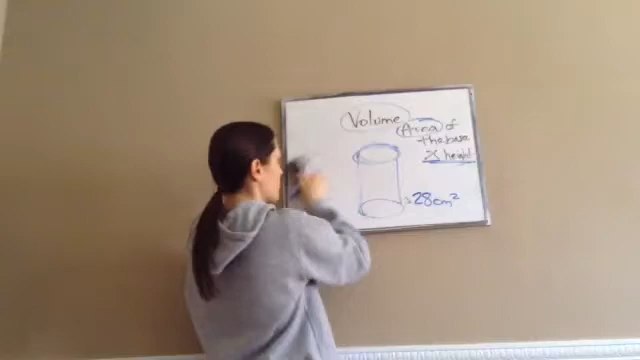 Volume
Area of
the base
x height
28cm²